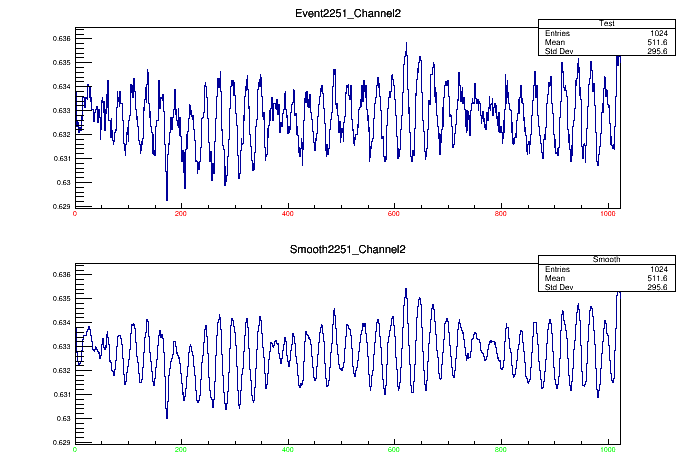 Event2251_Channel2
Test
Entries 1024
Mean 511.6
Std Dev 295.6
0.636
0.635
0.634
0.633
0.632
0.631
0.63
0.629
0 200 400 600 800 1000
Smooth2251_Channel2
Smooth
Entries 1024
Mean 511.6
Std Dev 295.6
0.636
0.635
0.634
0.633
0.632
0.631
0.63
0.629
0 200 400 600 800 1000